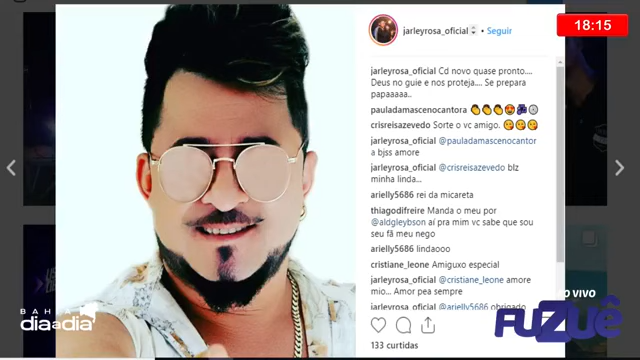 18:15
jarleyrosa_oficial • Seguir
jarleyrosa_oficial Cd novo quase pronto....
Deus no guie e nos proteja.... Se prepara
papaaaaa..
pauladamascenocantora
crisreisazevedo Sorte o vc amigo.
jarleyrosa_oficial @pauladamascenocantor
a bjss amore
jarleyrosa_oficial @crisreisazevedo blz
minha linda...
arielly5686 rei da micareta
thiagodifreire Manda o meu por
@aldgleybson aí pra mim vc sabe que sou
seu fã meu nego
arielly5686 lindaooo
cristiane_leone Amiguxo especial
jarleyrosa_oficial @cristiane_leone amore
mio... Amor pea sempre
jarleyrosa_oficial @arielly5686 obrigado
133 curtidas
BAHIA
dia a dia
AO VIVO
FUZUÊ